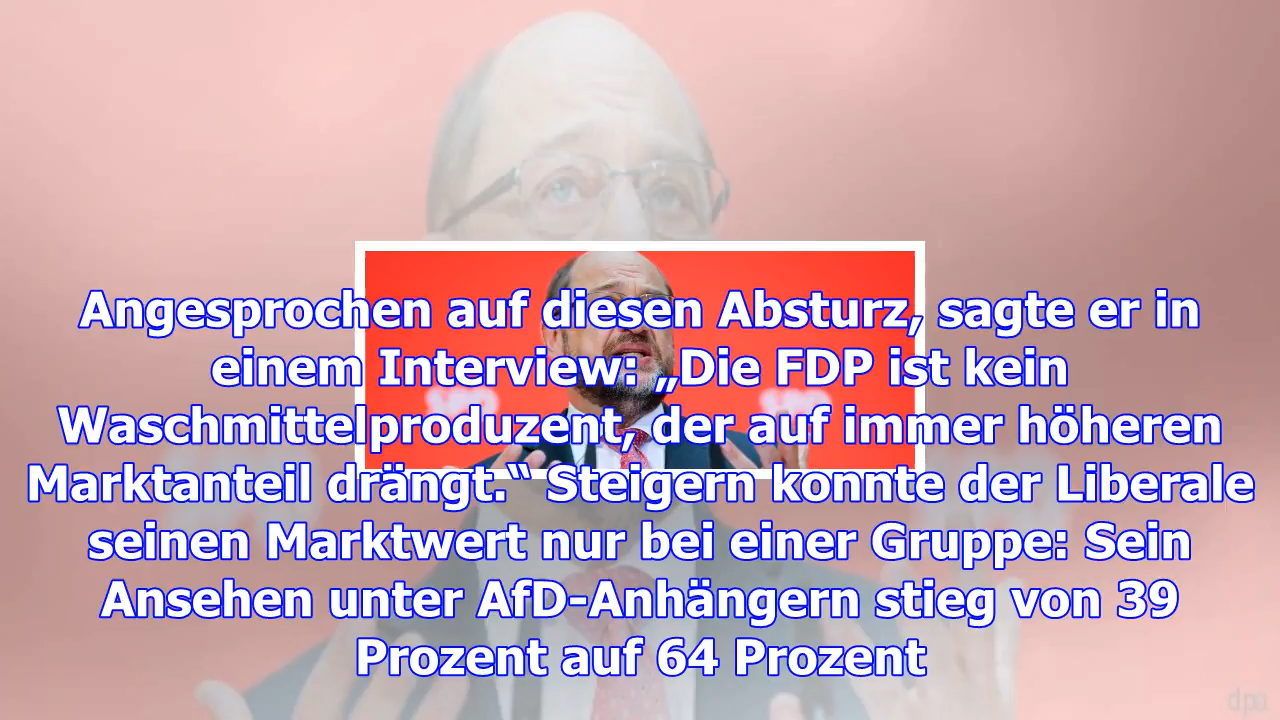 Angesprochen auf diesen Absturz, sagte er in
einem Interview: „Die FDP ist kein
Waschmittelproduzent, der auf immer höheren
Marktanteil drängt.“ Steigern konnte der Liberale
seinen Marktwert nur bei einer Gruppe: Sein
Ansehen unter AfD-Anhängern stieg von 39
Prozent auf 64 Prozent
dpa